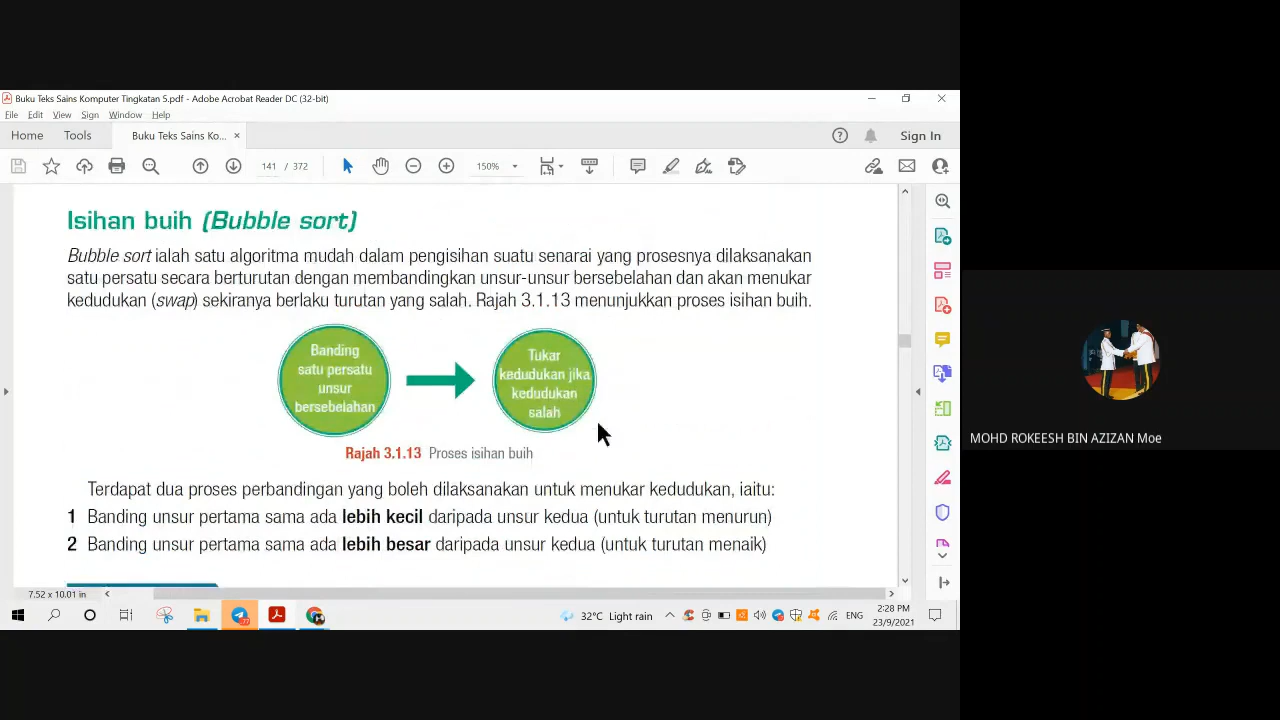 Buku Teks Sains Komputer Tingkatan 5.pdf - Adobe Acrobat Reader DC (32-bit)
File Edit View Sign Window Help
Home Tools Buku Teks Sains Ko... × Sign In
141 / 372 150%
Isihan buih (Bubble sort)
Bubble sort ialah satu algoritma mudah dalam pengisihan suatu senarai yang prosesnya dilaksanakan
satu persatu secara berturutan dengan membandingkan unsur-unsur bersebelahan dan akan menukar
kedudukan (swap) sekiranya berlaku turutan yang salah. Rajah 3.1.13 menunjukkan proses isihan buih.
Banding
satu persatu
unsur
bersebelahan
Tukar
kedudukan jika
kedudukan
salah
Rajah 3.1.13 Proses isihan buih
Terdapat dua proses perbandingan yang boleh dilaksanakan untuk menukar kedudukan, iaitu:
1 Banding unsur pertama sama ada lebih kecil daripada unsur kedua (untuk turutan menurun)
2 Banding unsur pertama sama ada lebih besar daripada unsur kedua (untuk turutan menaik)
7.52 x 10.01 in
32°C Light rain ENG
2:28 PM
23/9/2021
MOHD ROKEESH BIN AZIZAN Moe